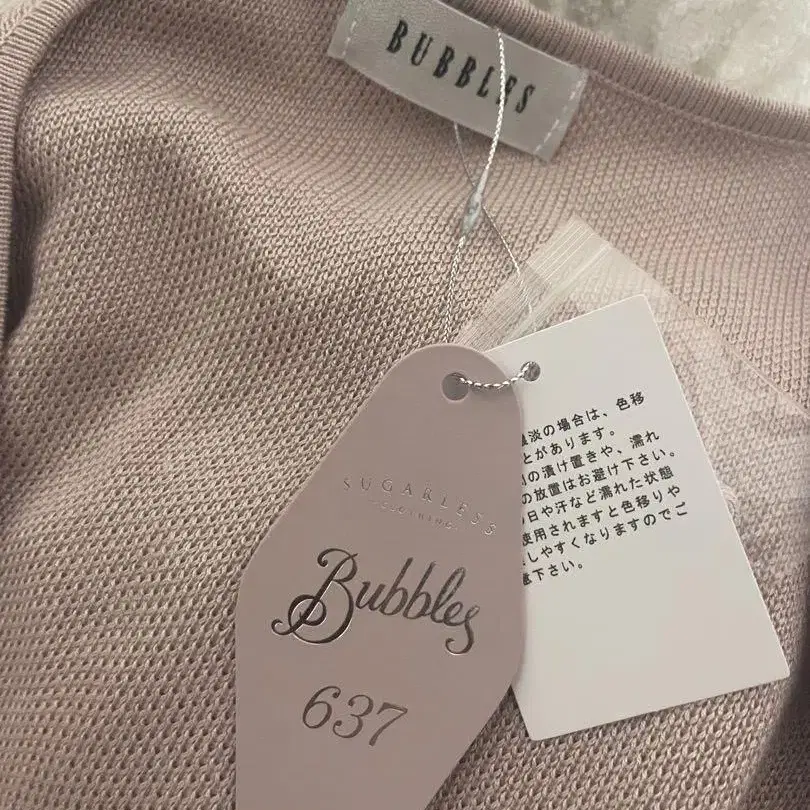 BUBBLES
SUGARLESS
CLOTHING
Bubbles
637
淡の場合は、色移
とがあります。
の漬け置きや、濡れ
の放置はお避け下さい。
日や汗など濡れた状態
使用されますと色移りや
しやすくなりますのでご
意下さい。